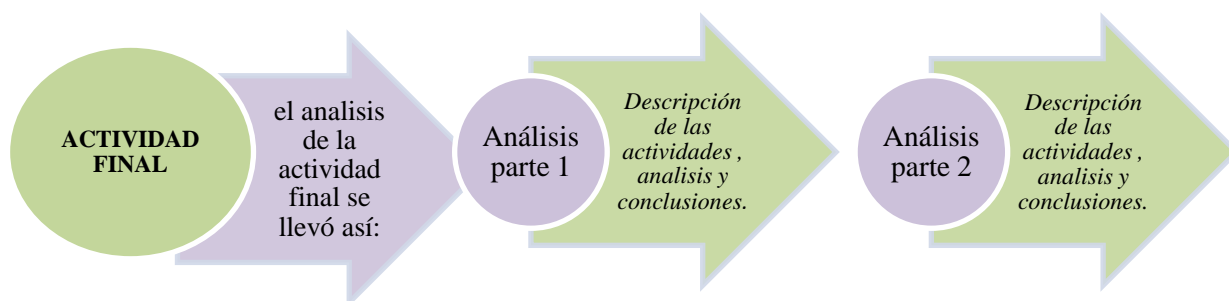 ACTIVIDAD
FINAL
el analisis
de la
actividad
final se
llevó así:
Análisis
parte 1
Descripción
de las
actividades ,
analisis y
conclusiones.
Análisis
parte 2
Descripción
de las
actividades ,
analisis y
conclusiones.